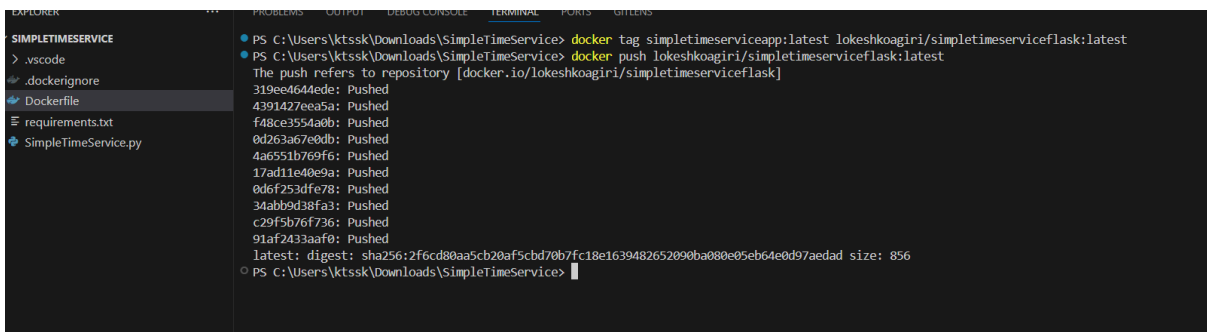 EXPLORER
PROBLEMS OUTPUT DEBUG CONSOLE TERMINAL PORTS GITLENS
SIMPLETIMESERVICE
> .vscode
.dockerignore
Dockerfile
requirements.txt
SimpleTimeService.py
PS C:\Users\ktssk\Downloads\SimpleTimeService> docker tag simpletimeserviceapp:latest lokeshkoagiri/simpletimeserviceflask:latest
PS C:\Users\ktssk\Downloads\SimpleTimeService> docker push lokeshkoagiri/simpletimeserviceflask:latest
The push refers to repository [docker.io/lokeshkoagiri/simpletimeserviceflask]
319ee4644ede: Pushed
4391427eea5a: Pushed
f48ce3554a0b: Pushed
0d263a67e0db: Pushed
4a6551b769f6: Pushed
17ad11e40e9a: Pushed
0d6f253dfe78: Pushed
34abb9d38fa3: Pushed
c29f5b76f736: Pushed
91af2433aaf0: Pushed
latest: digest: sha256:2f6cd80aa5cb20af5cbd70b7fc18e1639482652090ba080e05eb64e0d97aedad size: 856
PS C:\Users\ktssk\Downloads\SimpleTimeService>